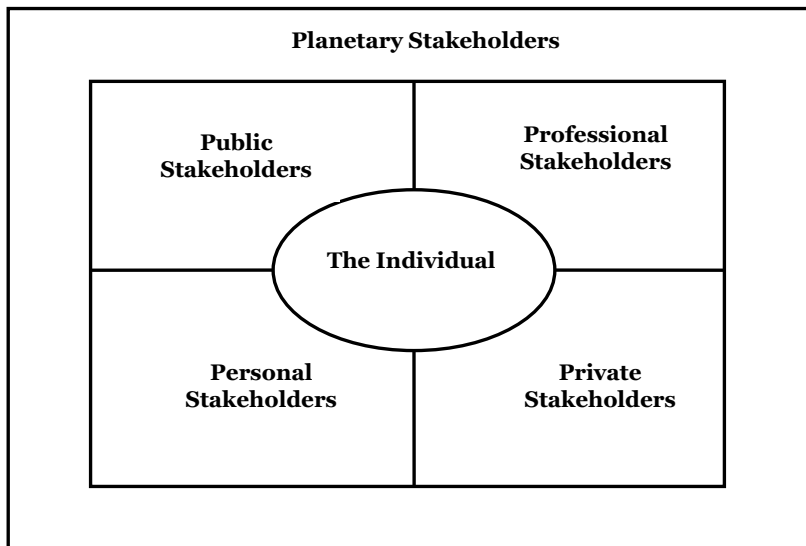 Planetary Stakeholders
Public
Stakeholders
Professional
Stakeholders
The Individual
Personal
Stakeholders
Private
Stakeholders